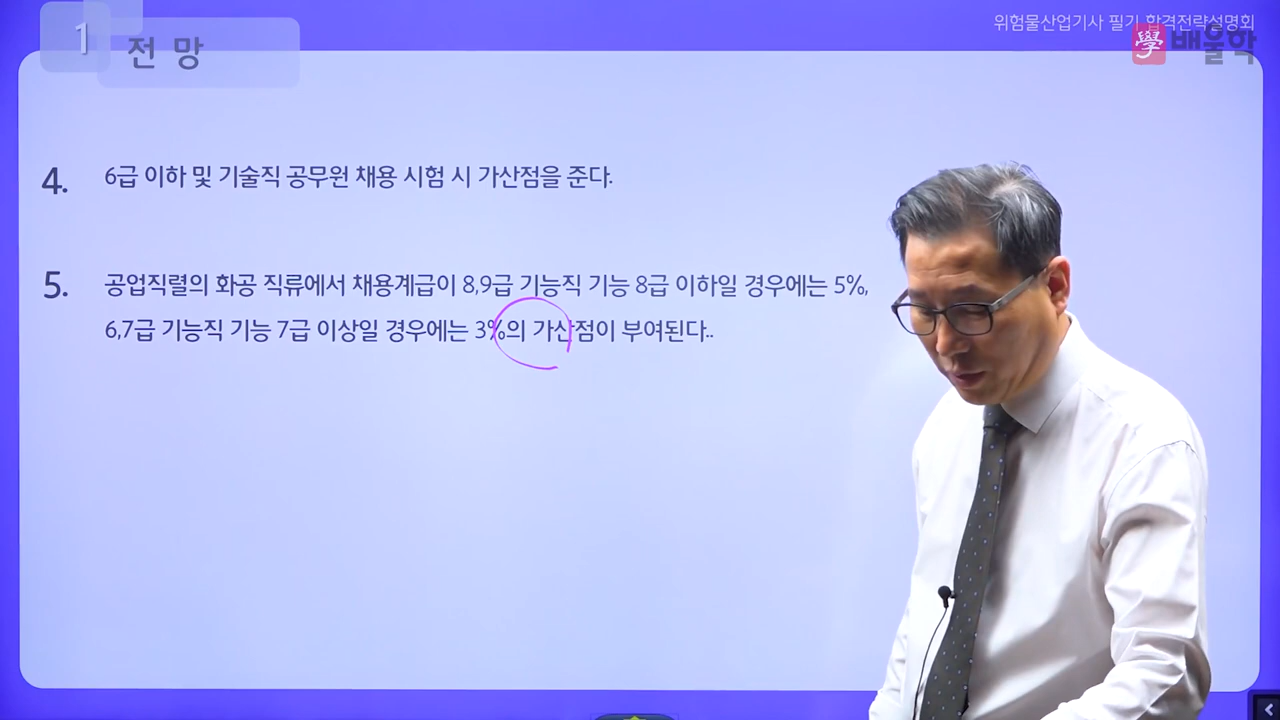 1
전 망
위험물산업기사 필기 합격전략설명회
學 배울학
4. 6급 이하 및 기술직 공무원 채용 시험 시 가산점을 준다.
5. 공업직렬의 화공 직류에서 채용계급이 8,9급 기능직 기능 8급 이하일 경우에는 5%,
6,7급 기능직 기능 7급 이상일 경우에는 3%의 가산점이 부여된다..